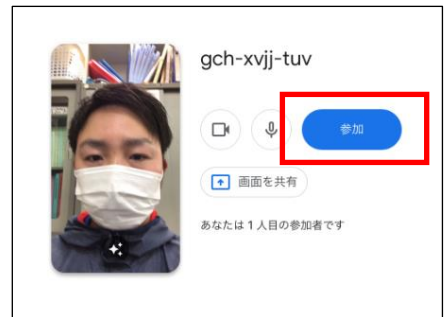 gch-xvjj-tuv
参加
画面を共有
あなたは 1 人目の参加者です